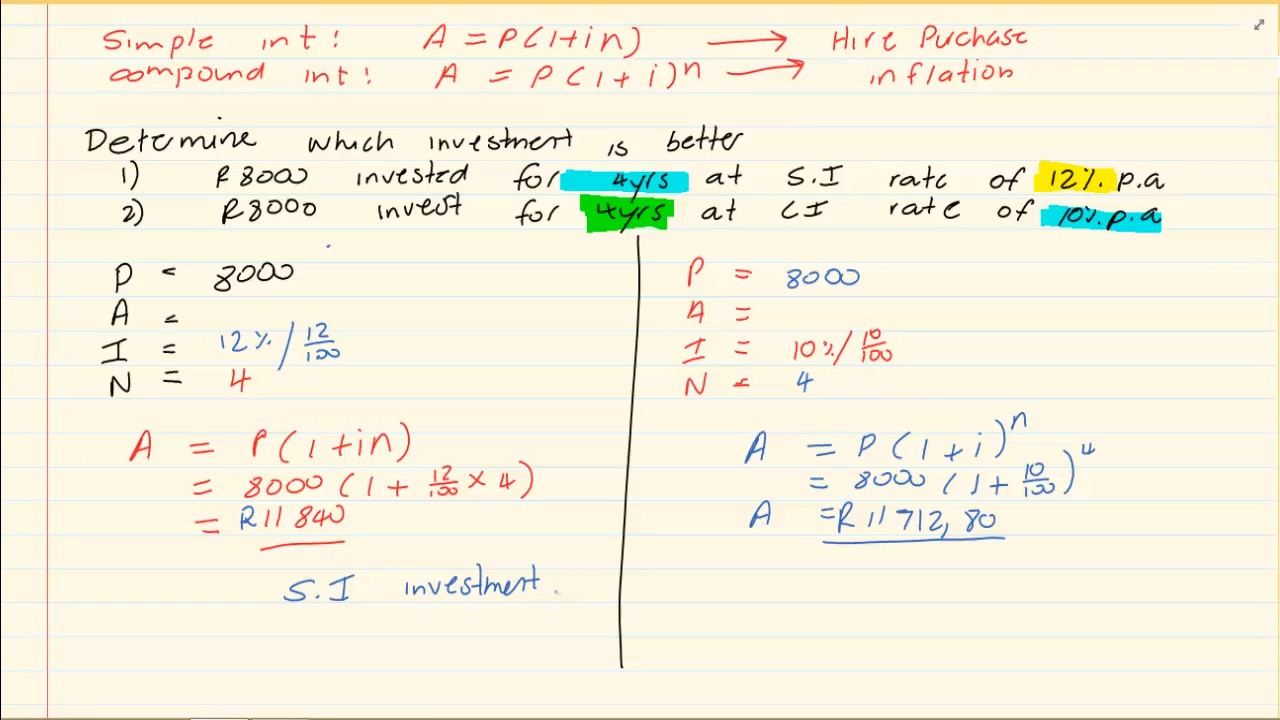 Simple int: A = P(1+in) → Hire Purchase
compound int: A = P(1+i)^n → inflation
Determine which investment is better
1) R8000 invested for 4yrs at S.I rate of 12% p.a
2) R8000 invest for 4yrs at CI rate of 10% p.a
P = 8000
A =
I = 12% / 12/100
N = 4
A = P(1+in)
= 8000 (1 + 12/100 × 4)
= R11 840
S.I investment.
P = 8000
A =
I = 10% / 10/100
N = 4
A = P(1+i)^n
= 8000 (1 + 10/100)^4
A = R11 712,80